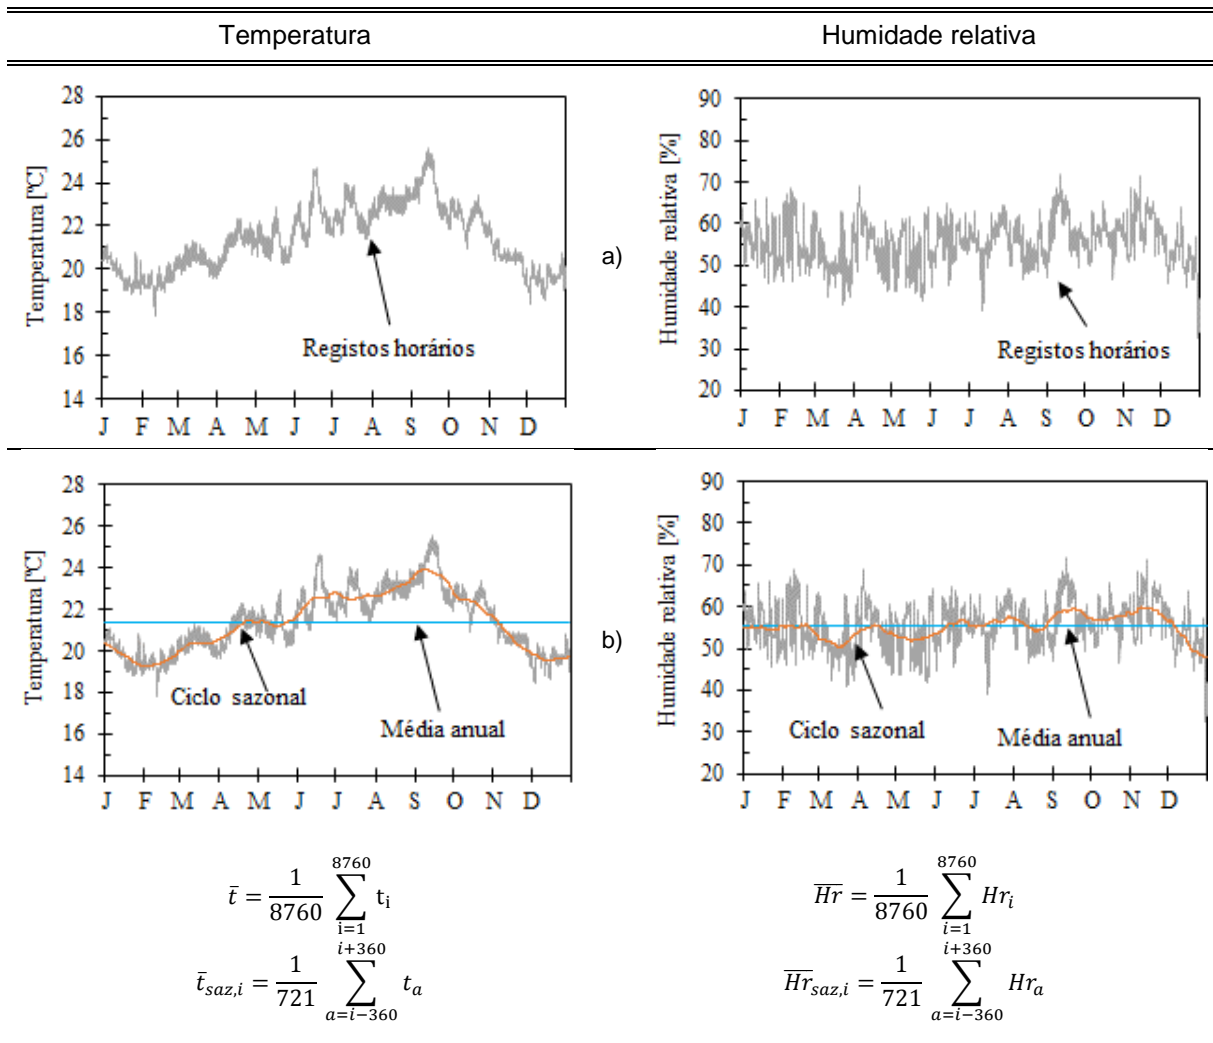 Temperatura
Humidade relativa
28
26
24
22
20
18
16
14
Temperatura [ºC]
Registos horários
J F M A M J J A S O N D
a)
90
80
70
60
50
40
30
20
Humidade relativa [%]
Registos horários
J F M A M J J A S O N D
28
26
24
22
20
18
16
14
Temperatura [ºC]
Ciclo sazonal
Média anual
J F M A M J J A S O N D
b)
90
80
70
60
50
40
30
20
Humidade relativa [%]
Ciclo sazonal
Média anual
J F M A M J J A S O N D
t̄ = 1/8760 ∑_{i=1}^{8760} t_i
t̄_{saz,i} = 1/721 ∑_{a=i−360}^{i+360} t_a
H̅r̅ = 1/8760 ∑_{i=1}^{8760} Hr_i
H̅r̅_{saz,i} = 1/721 ∑_{a=i−360}^{i+360} Hr_a